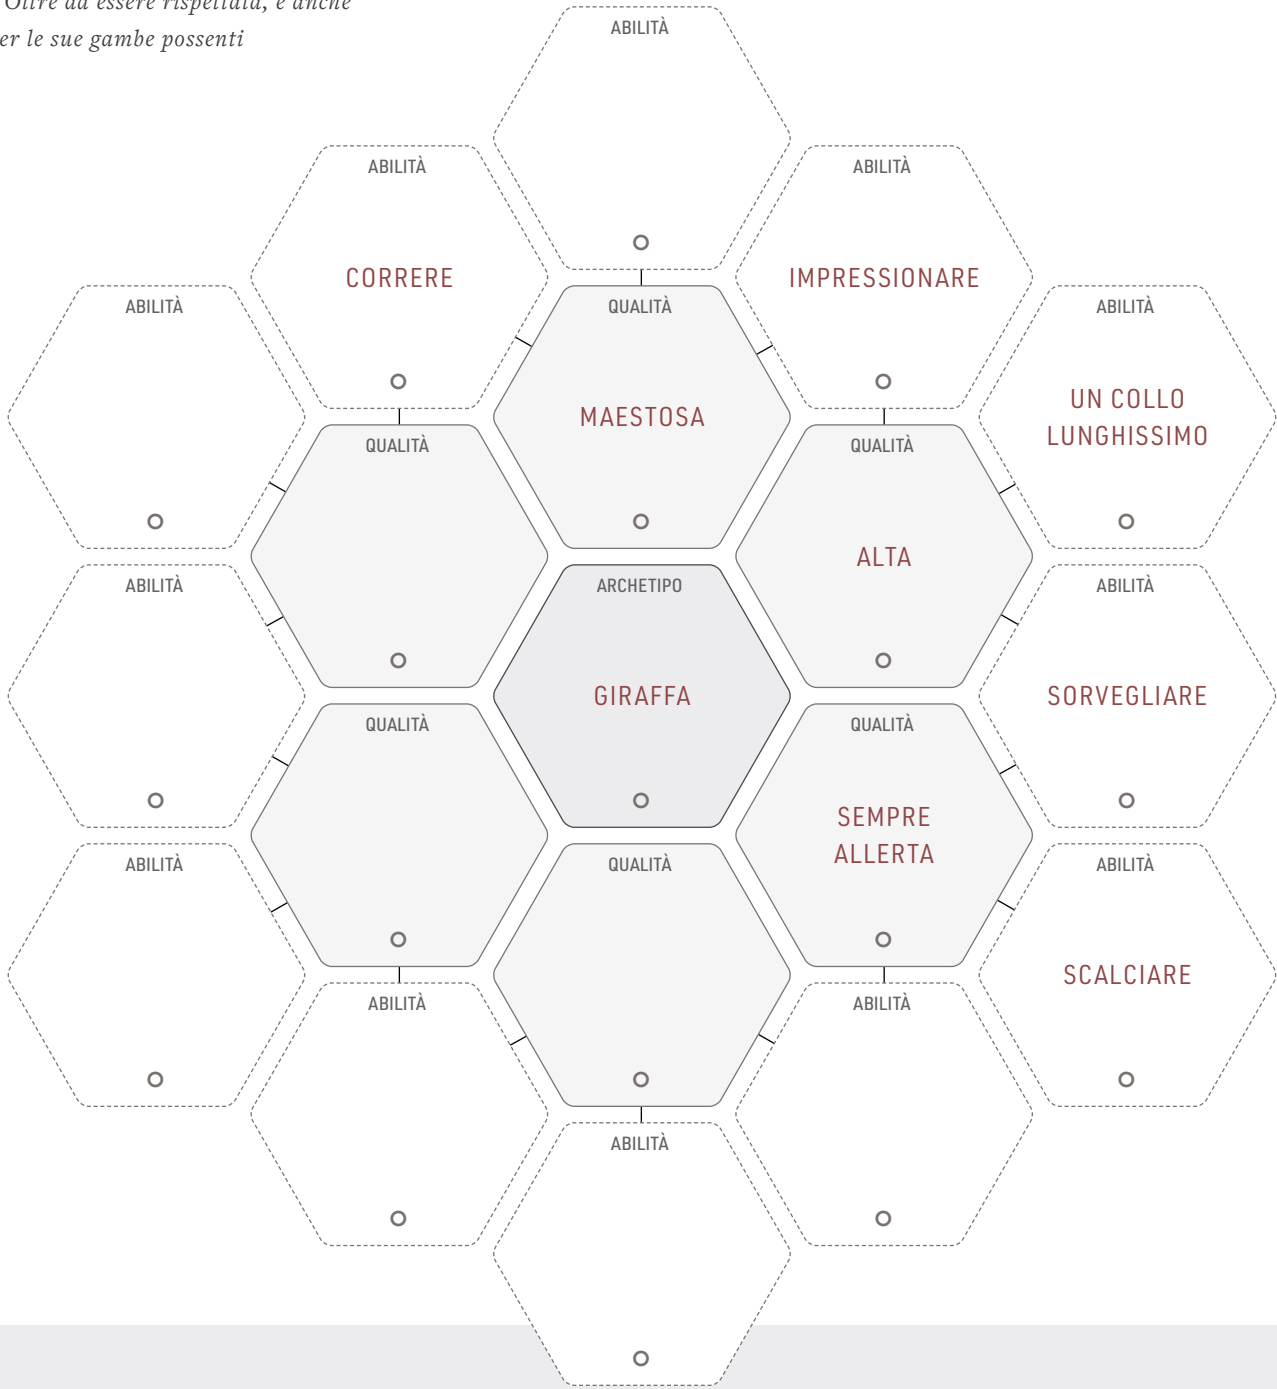 Oltre ad essere rispettata, è anche
er le sue gambe possenti
ABILITÀ
ABILITÀ
CORRERE
ABILITÀ
IMPRESSIONARE
ABILITÀ
QUALITÀ
MAESTOSA
ABILITÀ
UN COLLO
LUNGHISSIMO
QUALITÀ
QUALITÀ
ALTA
ABILITÀ
ARCHETIPO
GIRAFFA
ABILITÀ
SORVEGLIARE
QUALITÀ
QUALITÀ
SEMPRE
ALLERTA
ABILITÀ
QUALITÀ
ABILITÀ
SCALCIARE
ABILITÀ
ABILITÀ
ABILITÀ